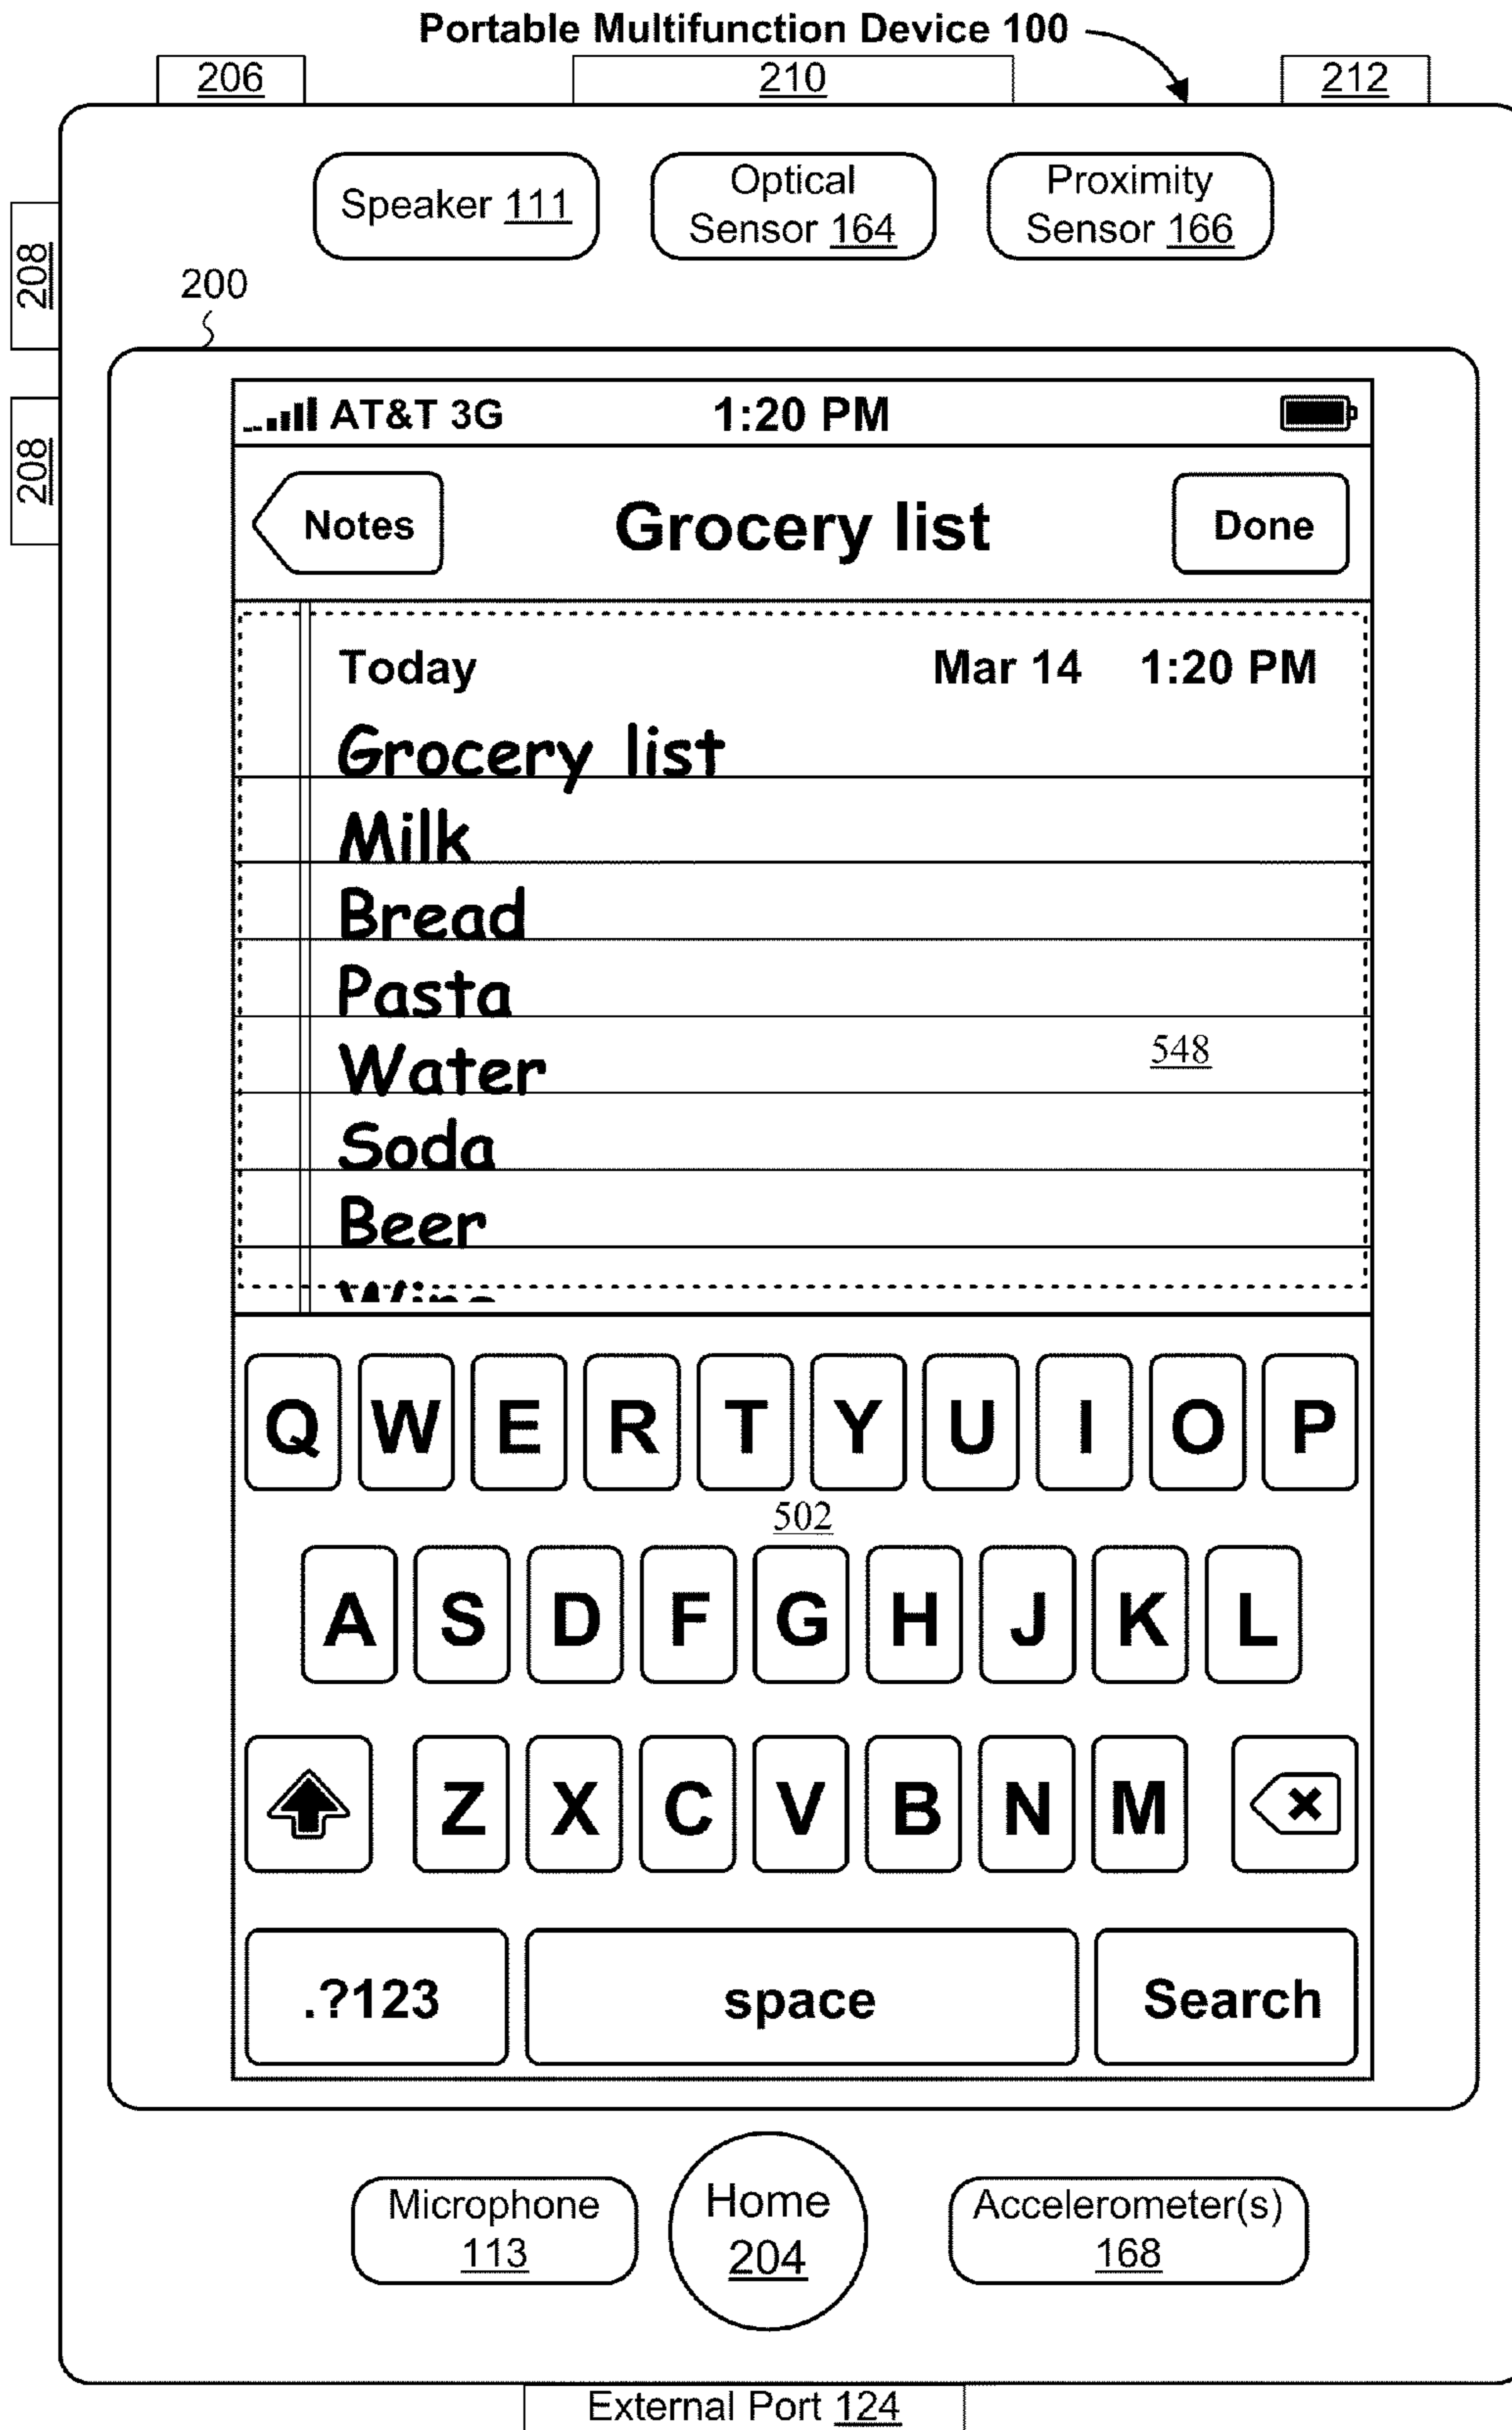 Portable Multifunction Device 100
206 210 212
Speaker 111
Optical
Sensor 164
Proximity
Sensor 166
208
200
208
AT&T 3G 1:20 PM
Notes Grocery list Done
Today Mar 14 1:20 PM
Grocery list
Milk
Bread
Pasta
Water
548
Soda
Beer
Q W E R T Y U I O P
502
A S D F G H J K L
Z X C V B N M
.?123 space Search
Microphone
113
Home
204
Accelerometer(s)
168
External Port 124